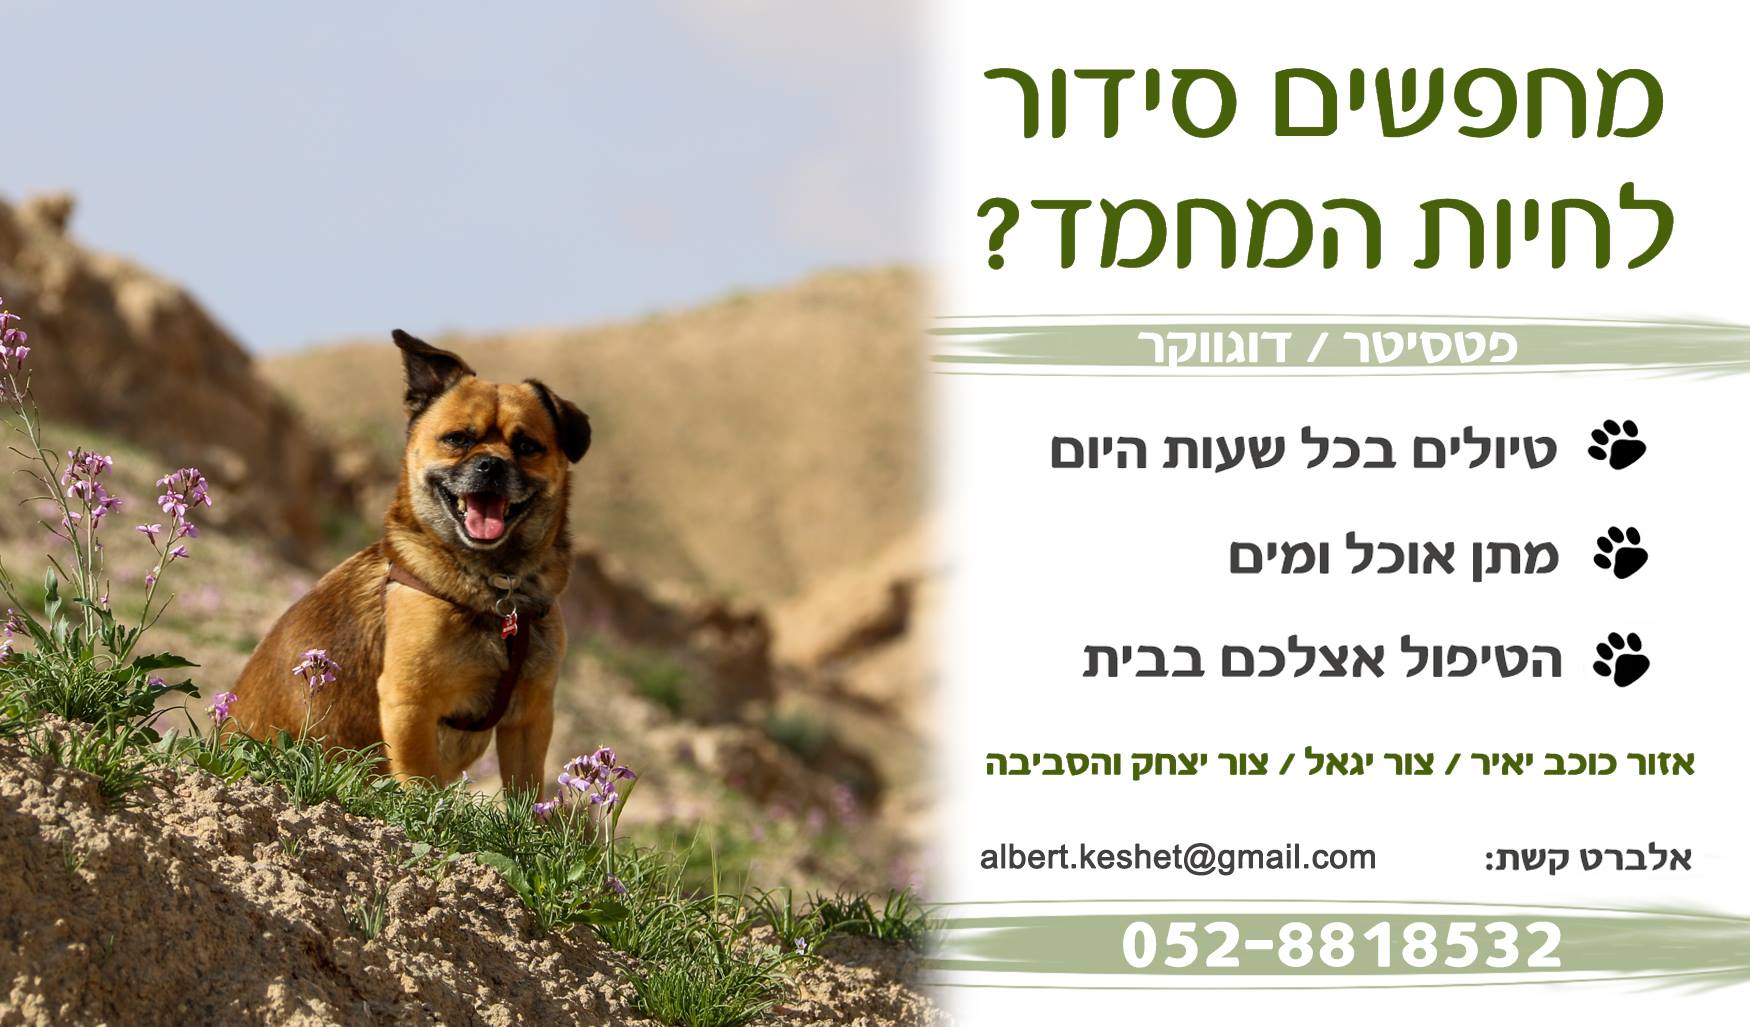 מחפשים סידור
לחיות המחמד?
פטסיטר / דוגווקר
טיולים בכל שעות היום
מתן אוכל ומים
הטיפול אצלכם בבית
אזור כוכב יאיר / צור יגאל / צור יצחק והסביבה
אלברט קשת: albert.keshet@gmail.com
052-8818532